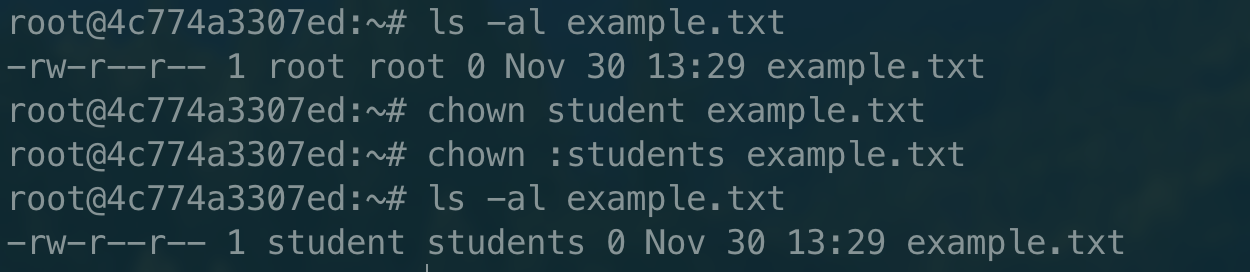 root@4c774a3307ed:~# ls -al example.txt
-rw-r--r-- 1 root root 0 Nov 30 13:29 example.txt
root@4c774a3307ed:~# chown student example.txt
root@4c774a3307ed:~# chown :students example.txt
root@4c774a3307ed:~# ls -al example.txt
-rw-r--r-- 1 student students 0 Nov 30 13:29 example.txt